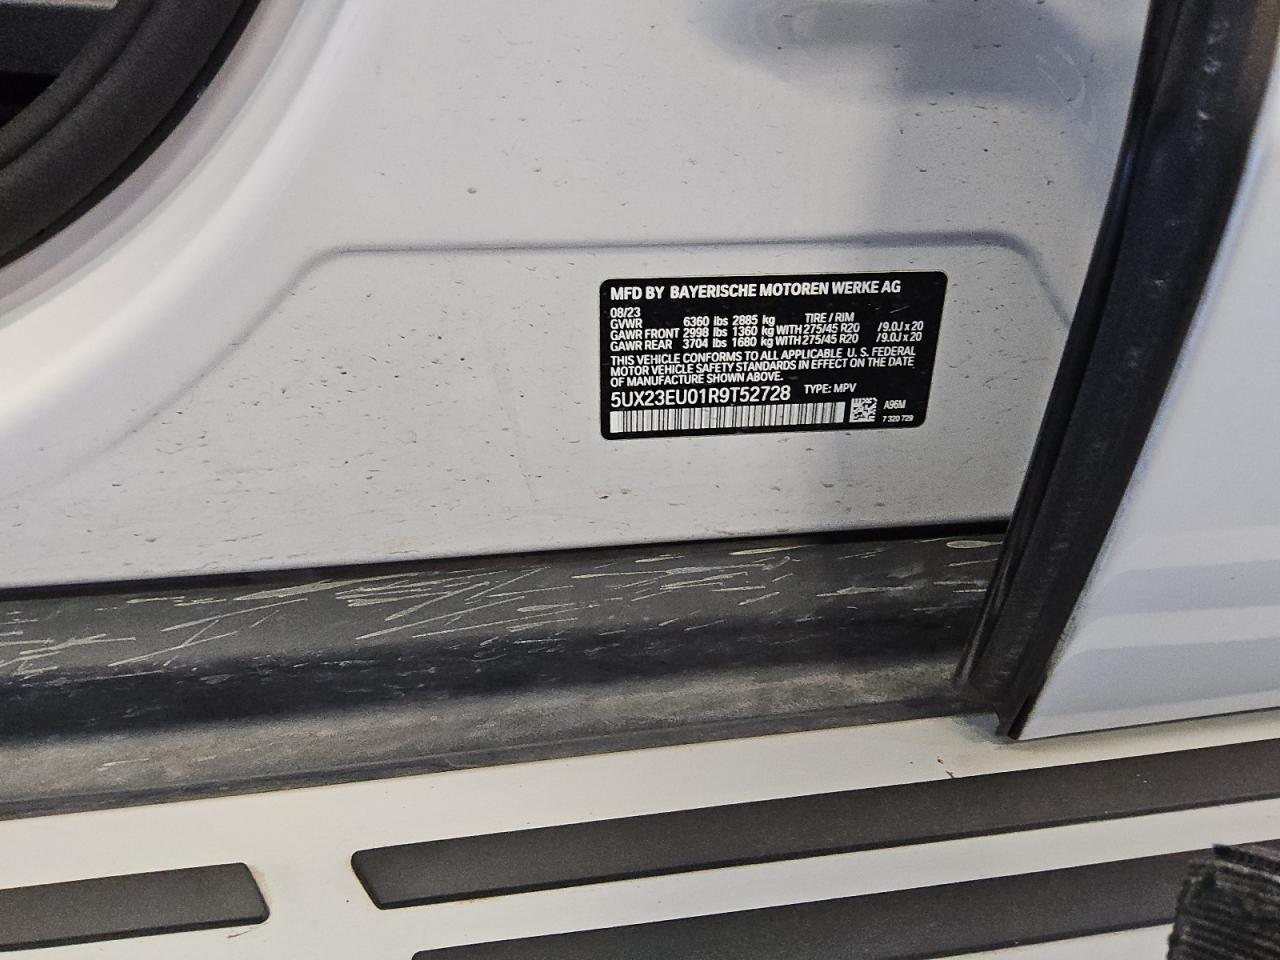 MFD BY BAYERISCHE MOTOREN WERKE AG
08/23 TIRE / RIM
GVWR 6360 lbs 2885 kg
GAWR FRONT 2998 lbs 1360 kg WITH 275/45 R20 /9.0J x 20
GAWR REAR 3704 lbs 1680 kg WITH 275/45 R20 /9.0J x 20
THIS VEHICLE CONFORMS TO ALL APPLICABLE U. S. FEDERAL
MOTOR VEHICLE SAFETY STANDARDS IN EFFECT ON THE DATE
OF MANUFACTURE SHOWN ABOVE.
5UX23EU01R9T52728 TYPE: MPV
A96M
7 320 729